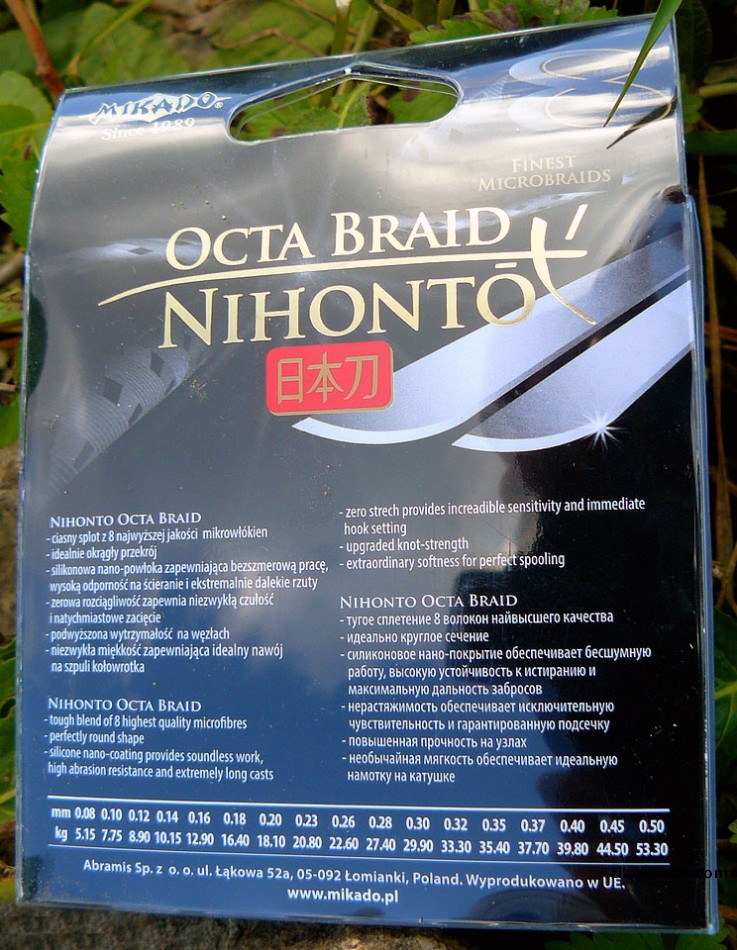 MIKADO®
Since 1989
8
FINEST
MICROBRAIDS
OCTA BRAID
NIHONTŌ
日本刀
NIHONTO OCTA BRAID
- ciasny splot z 8 najwyższej jakości mikrowłókien
- idealnie okrągły przekrój
- silikonowa nano-powłoka zapewniająca bezszmerową pracę,
wysoką odporność na ścieranie i ekstremalnie dalekie rzuty
- zerowa rozciągliwość zapewnia niezwykłą czułość
i natychmiastowe zacięcie
- podwyższona wytrzymałość na węzłach
- niezwykła miękkość zapewniająca idealny nawój
na szpuli kołowrotka
NIHONTO OCTA BRAID
- tough blend of 8 highest quality microfibres
- perfectly round shape
- silicone nano-coating provides soundless work,
high abrasion resistance and extremely long casts
- zero strech provides increadible sensitivity and immediate
hook setting
- upgraded knot-strength
- extraordinary softness for perfect spooling
NIHONTO OCTA BRAID
- тугое сплетение 8 волокон наивысшего качества
- идеально круглое сечение
- силиконовое нано-покрытие обеспечивает бесшумную
работу, высокую устойчивость к истиранию и
максимальную дальность забросов
- нерастяжимость обеспечивает исключительную
чувствительность и гарантированную подсечку
- повышенная прочность на узлах
- необычайная мягкость обеспечивает идеальную
намотку на катушке
mm 0.08 0.10 0.12 0.14 0.16 0.18 0.20 0.23 0.26 0.28 0.30 0.32 0.35 0.37 0.40 0.45 0.50
kg 5.15 7.75 8.90 10.15 12.90 16.40 18.10 20.80 22.60 27.40 29.90 33.30 35.40 37.70 39.80 44.50 53.30
Abramis Sp. z o. o. ul. Łąkowa 52a, 05-092 Łomianki, Poland. Wyprodukowano w UE.
www.mikado.pl